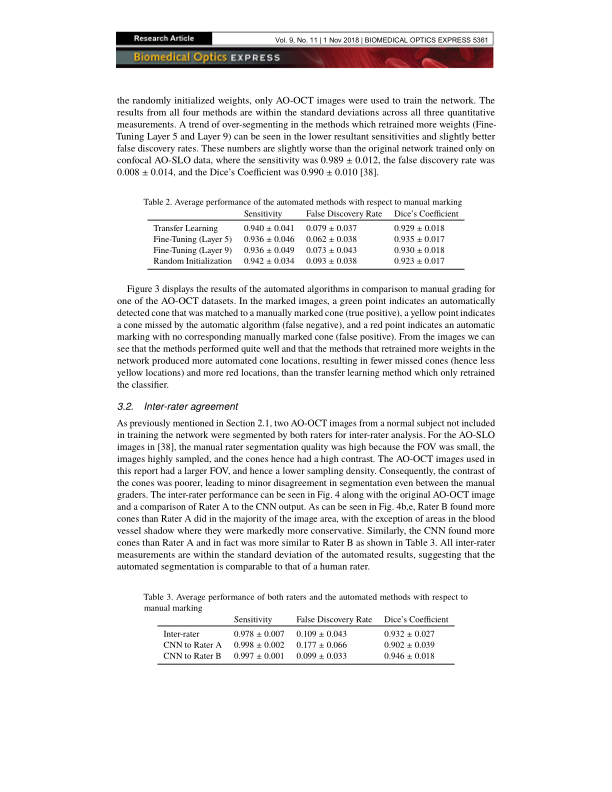 Research Article
Vol. 9, No. 11 | 1 Nov 2018 | BIOMEDICAL OPTICS EXPRESS 5361
Biomedical Optics EXPRESS
the randomly initialized weights, only AO-OCT images were used to train the network. The
results from all four methods are within the standard deviations across all three quantitative
measurements. A trend of over-segmenting in the methods which retrained more weights (Fine-
Tuning Layer 5 and Layer 9) can be seen in the lower resultant sensitivities and slightly better
false discovery rates. These numbers are slightly worse than the original network trained only on
confocal AO-SLO data, where the sensitivity was 0.989 ± 0.012, the false discovery rate was
0.008 ± 0.014, and the Dice's Coefficient was 0.990 ± 0.010 [38].
Table 2. Average performance of the automated methods with respect to manual marking
Sensitivity False Discovery Rate Dice's Coefficient
Transfer Learning 0.940 ± 0.041 0.079 ± 0.037 0.929 ± 0.018
Fine-Tuning (Layer 5) 0.936 ± 0.046 0.062 ± 0.038 0.935 ± 0.017
Fine-Tuning (Layer 9) 0.936 ± 0.049 0.073 ± 0.043 0.930 ± 0.018
Random Initialization 0.942 ± 0.034 0.093 ± 0.038 0.923 ± 0.017
Figure 3 displays the results of the automated algorithms in comparison to manual grading for
one of the AO-OCT datasets. In the marked images, a green point indicates an automatically
detected cone that was matched to a manually marked cone (true positive), a yellow point indicates
a cone missed by the automatic algorithm (false negative), and a red point indicates an automatic
marking with no corresponding manually marked cone (false positive). From the images we can
see that the methods performed quite well and that the methods that retrained more weights in the
network produced more automated cone locations, resulting in fewer missed cones (hence less
yellow locations) and more red locations, than the transfer learning method which only retrained
the classifier.
3.2. Inter-rater agreement
As previously mentioned in Section 2.1, two AO-OCT images from a normal subject not included
in training the network were segmented by both raters for inter-rater analysis. For the AO-SLO
images in [38], the manual rater segmentation quality was high because the FOV was small, the
images highly sampled, and the cones hence had a high contrast. The AO-OCT images used in
this report had a larger FOV, and hence a lower sampling density. Consequently, the contrast of
the cones was poorer, leading to minor disagreement in segmentation even between the manual
graders. The inter-rater performance can be seen in Fig. 4 along with the original AO-OCT image
and a comparison of Rater A to the CNN output. As can be seen in Fig. 4b,e, Rater B found more
cones than Rater A did in the majority of the image area, with the exception of areas in the blood
vessel shadow where they were markedly more conservative. Similarly, the CNN found more
cones than Rater A and in fact was more similar to Rater B as shown in Table 3. All inter-rater
measurements are within the standard deviation of the automated results, suggesting that the
automated segmentation is comparable to that of a human rater.
Table 3. Average performance of both raters and the automated methods with respect to
manual marking
Sensitivity False Discovery Rate Dice's Coefficient
Inter-rater 0.978 ± 0.007 0.109 ± 0.043 0.932 ± 0.027
CNN to Rater A 0.998 ± 0.002 0.177 ± 0.066 0.902 ± 0.039
CNN to Rater B 0.997 ± 0.001 0.099 ± 0.033 0.946 ± 0.018